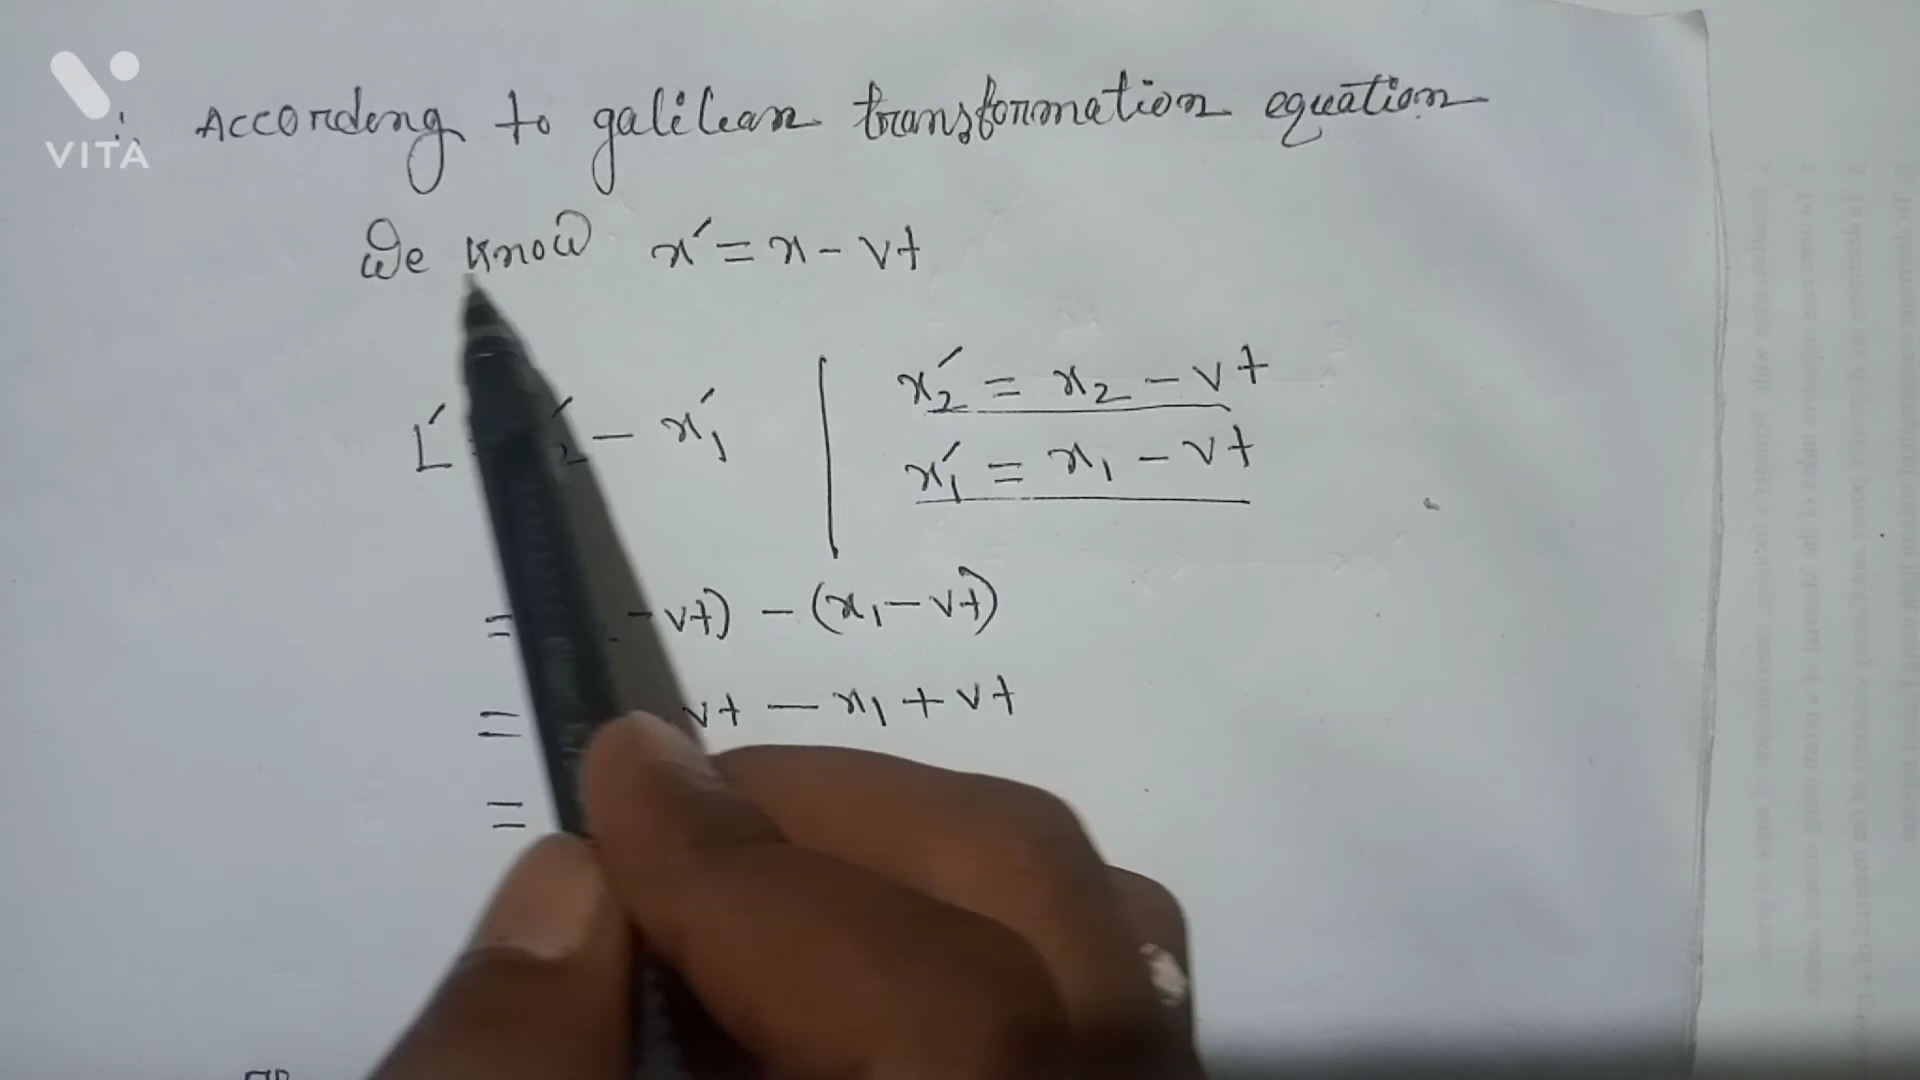 VITA
According to galilean transformation equation
We know x′ = x - vt
L′ ′2 - x′1
x′2 = x2 - vt
x′1 = x1 - vt
= - vt) - (x1 - vt)
= vt - x1 + vt
=